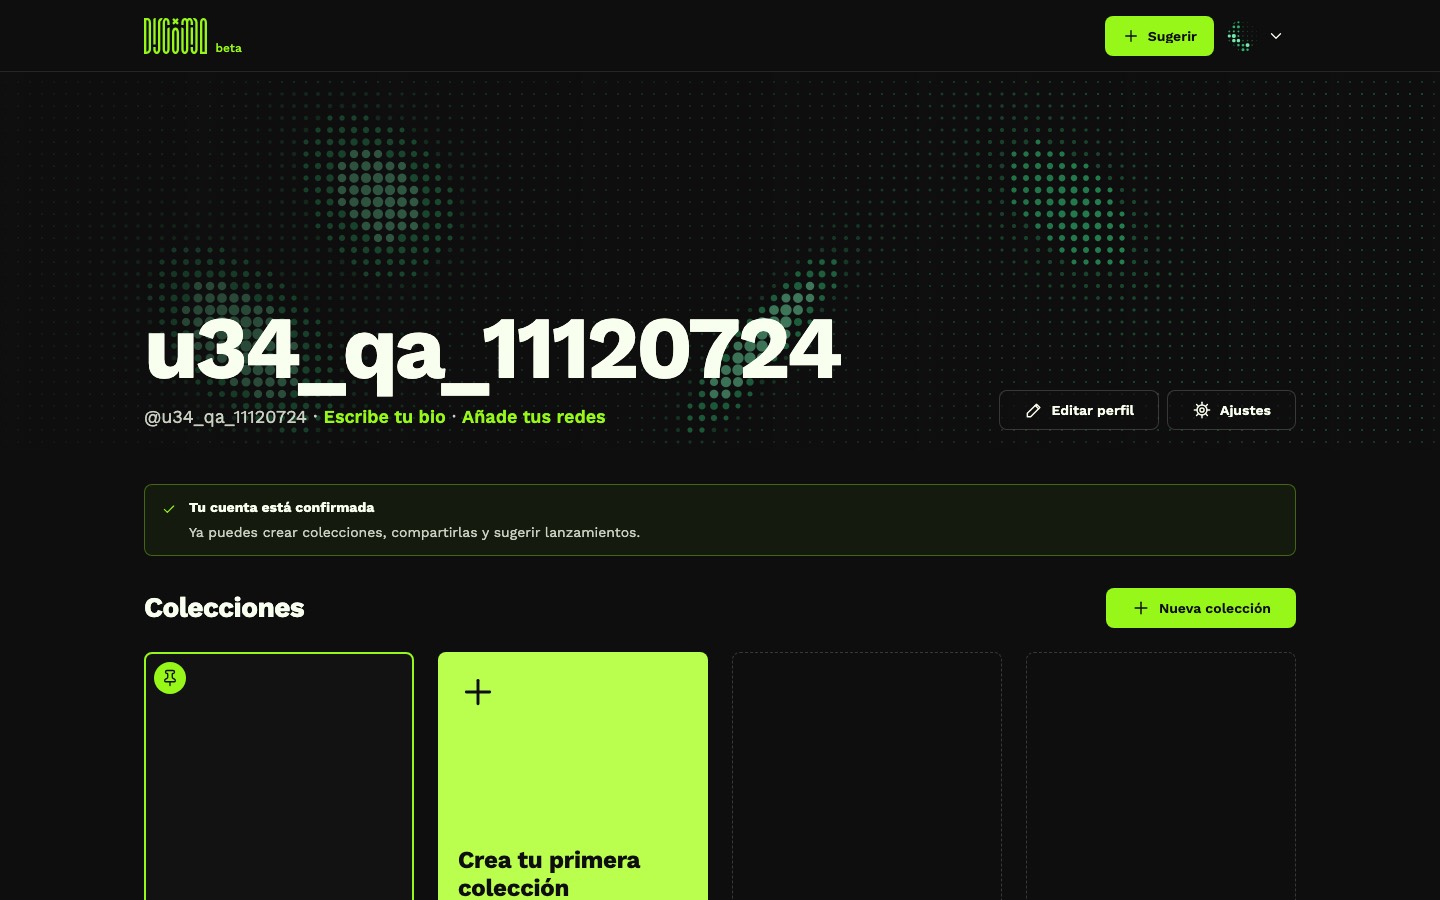 beta
Sugerir
u34_qa_11120724
@u34_qa_11120724 · Escribe tu bio · Añade tus redes
Editar perfil
Ajustes
Tu cuenta está confirmada
Ya puedes crear colecciones, compartirlas y sugerir lanzamientos.
Colecciones
Nueva colección
Crea tu primera
colección